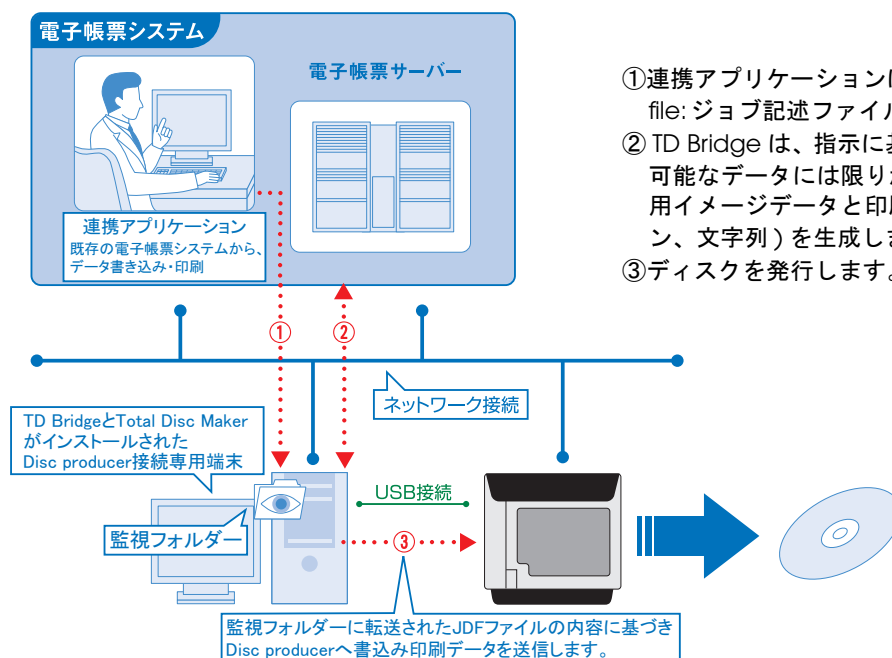 電子帳票システム
電子帳票サーバー
連携アプリケーション
既存の電子帳票システムから、
データ書き込み・印刷
①連携アプリケーション
file:ジョブ記述ファイル
② TD Bridge は、指示に
可能なデータには限り
用イメージデータと印
ン、文字列)を生成し
③ディスクを発行します。
①
②
ネットワーク接続
TD BridgeとTotal Disc Maker
がインストールされた
Disc producer接続専用端末
監視フォルダー
USB接続
③
監視フォルダーに転送されたJDFファイルの内容に基づき
Disc producerへ書込み印刷データを送信します。